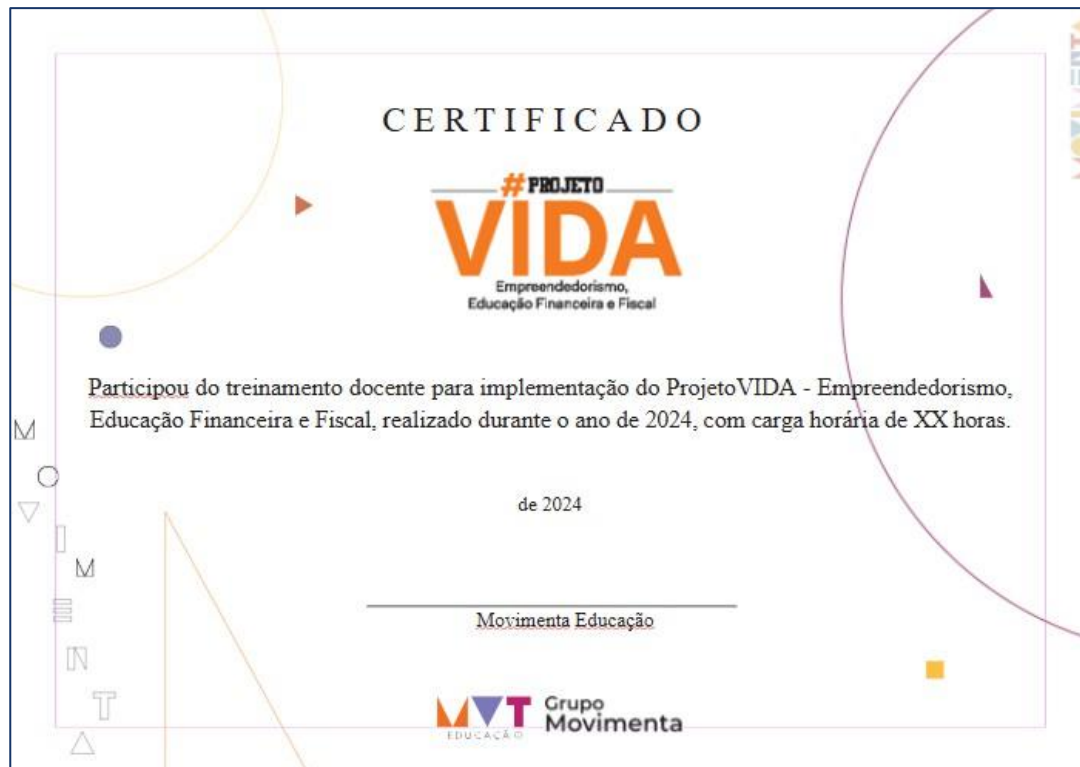 CERTIFICADO
#PROJETO
VIDA
Empreendedorismo,
Educação Financeira e Fiscal
Participou do treinamento docente para implementação do ProjetoVIDA - Empreendedorismo,
Educação Financeira e Fiscal, realizado durante o ano de 2024, com carga horária de XX horas.
de 2024
Movimenta Educação
MVT Grupo
EDUCAÇÃO Movimenta
MOVIMENTA
MOVIMENTA